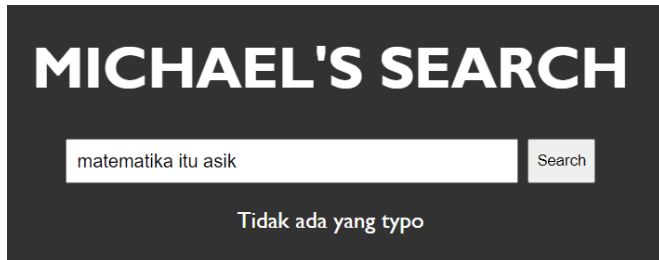 MICHAEL'S SEARCH
matematika itu asik
Search
Tidak ada yang typo